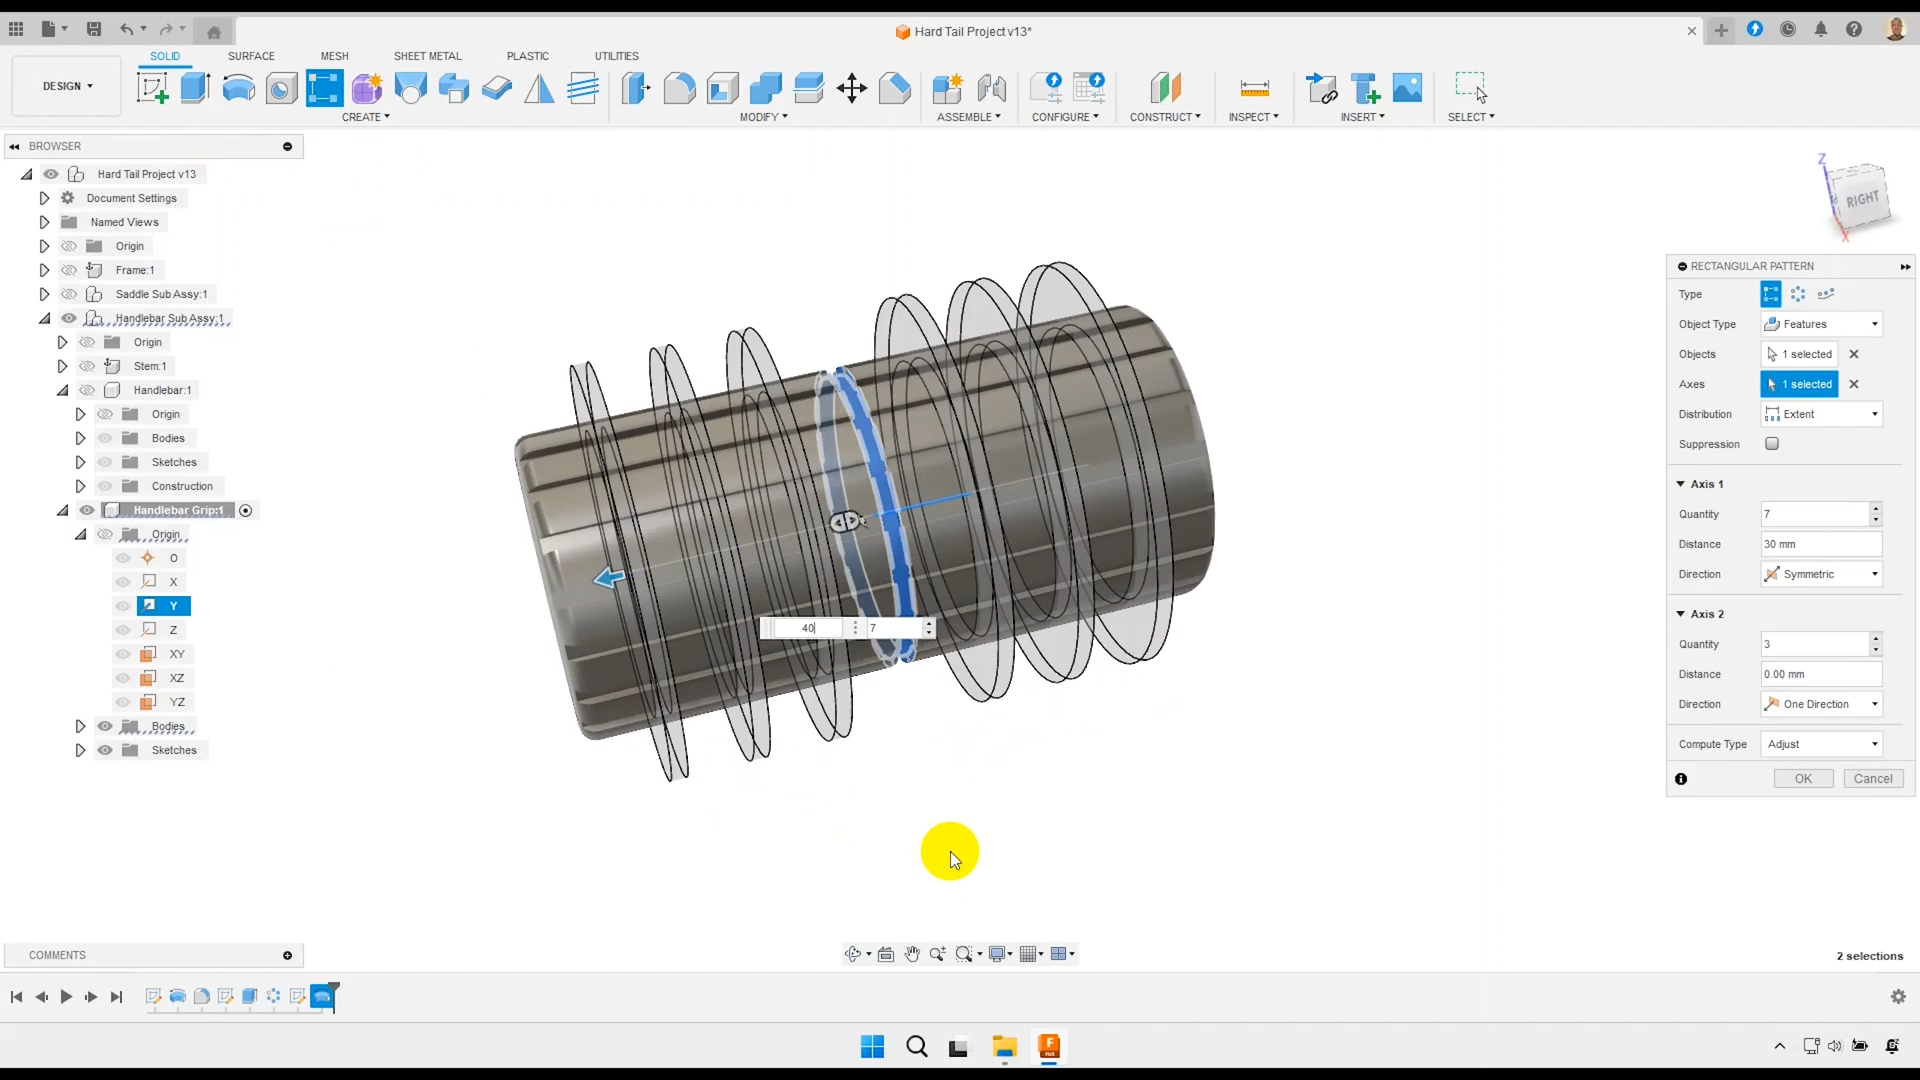 Hard Tail Project v13*
DESIGN
SOLID
SURFACE
MESH
SHEET METAL
PLASTIC
UTILITIES
CREATE
MODIFY
ASSEMBLE
CONFIGURE
CONSTRUCT
INSPECT
INSERT
SELECT
BROWSER
Hard Tail Project v13
Document Settings
Named Views
Origin
Frame:1
Saddle Sub Assy:1
Handlebar Sub Assy:1
Origin
Stem:1
Handlebar:1
Origin
Bodies
Sketches
Construction
Handlebar Grip:1
Origin
O
X
Y
Z
XY
XZ
YZ
Bodies
Sketches
Z
RIGHT
X
40
7
RECTANGULAR PATTERN
Type
Object Type Features
Objects 1 selected
Axes 1 selected
Distribution Extent
Suppression
Axis 1
Quantity 7
Distance 30 mm
Direction Symmetric
Axis 2
Quantity 3
Distance 0.00 mm
Direction One Direction
Compute Type Adjust
OK Cancel
COMMENTS
2 selections